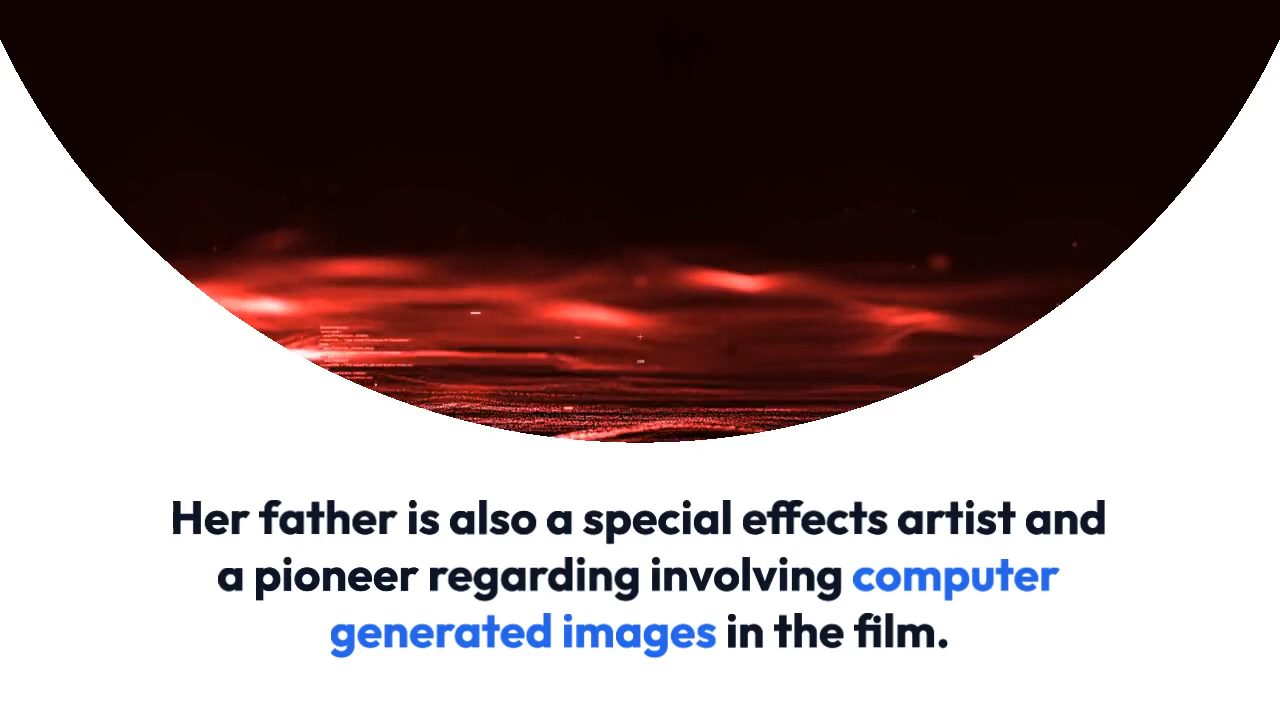 Her father is also a special effects artist and
a pioneer regarding involving computer
generated images in the film.